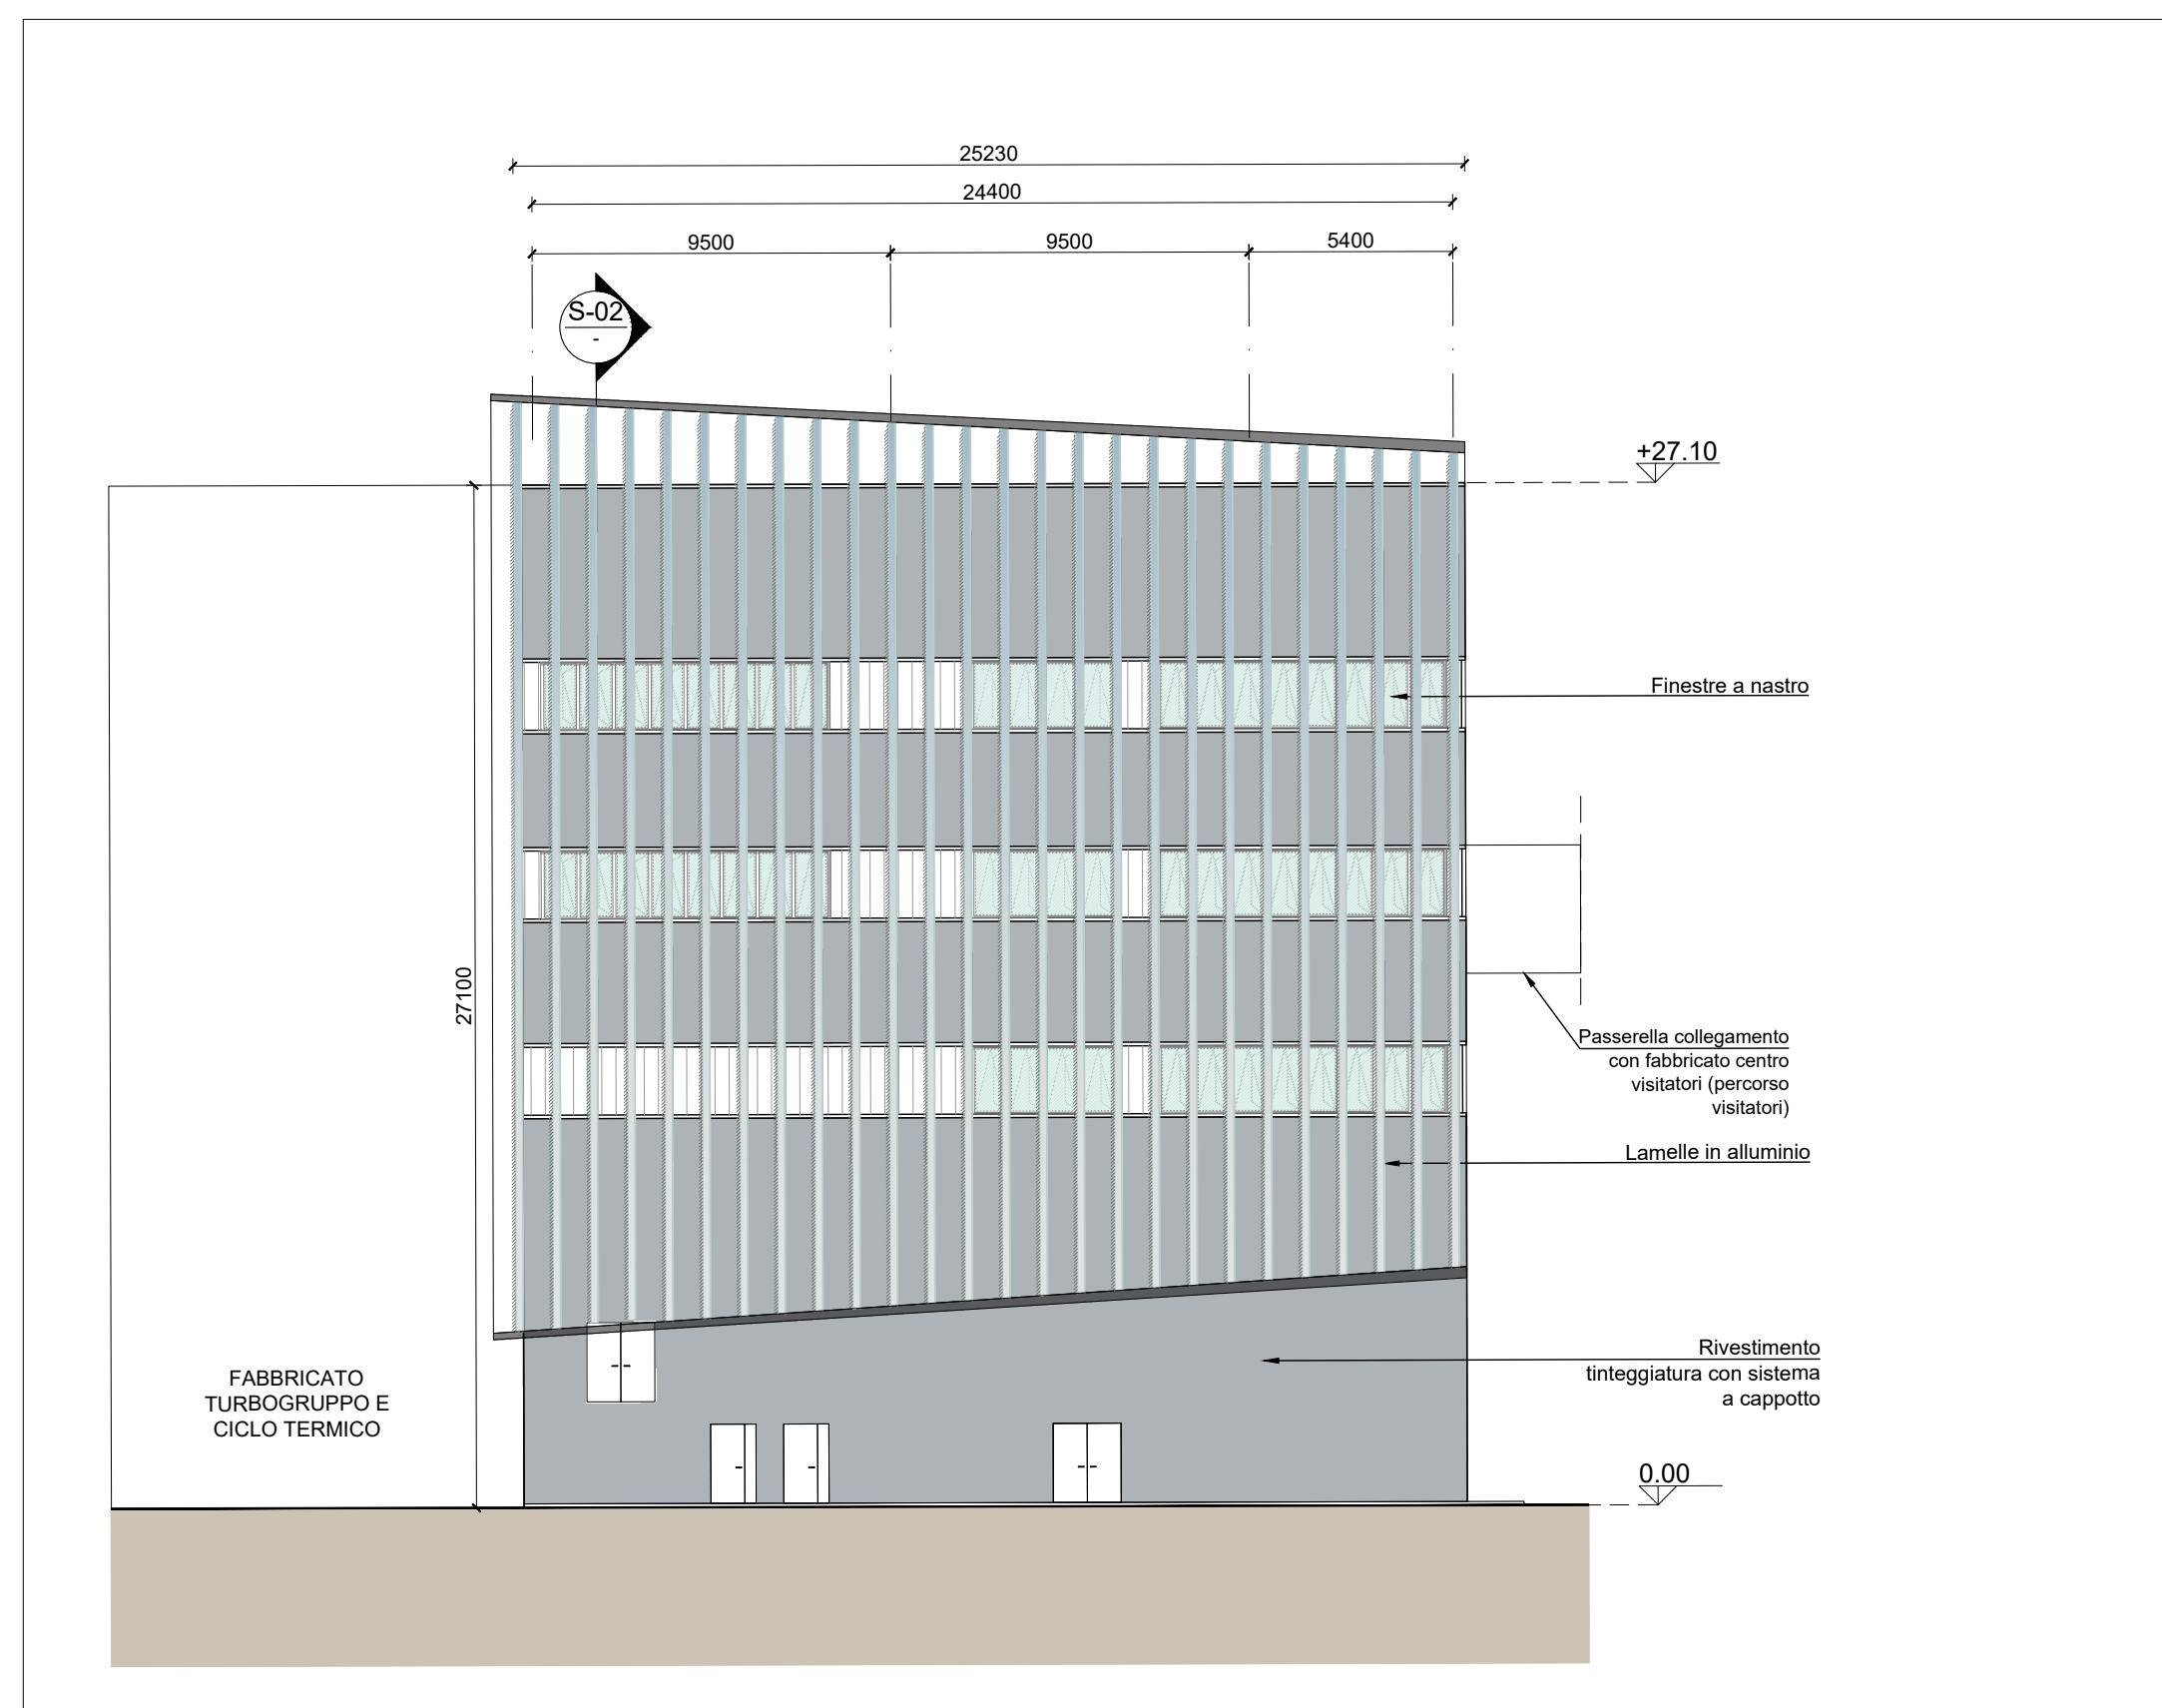 25230
24400
9500
9500
5400
S-02
-
+27.10
Finestre a nastro
27100
Passerella collegamento
con fabbricato centro
visitatori (percorso
visitatori)
Lamelle in alluminio
Rivestimento
tinteggiatura con sistema
a cappotto
FABBRICATO
TURBOGRUPPO E
CICLO TERMICO
0.00